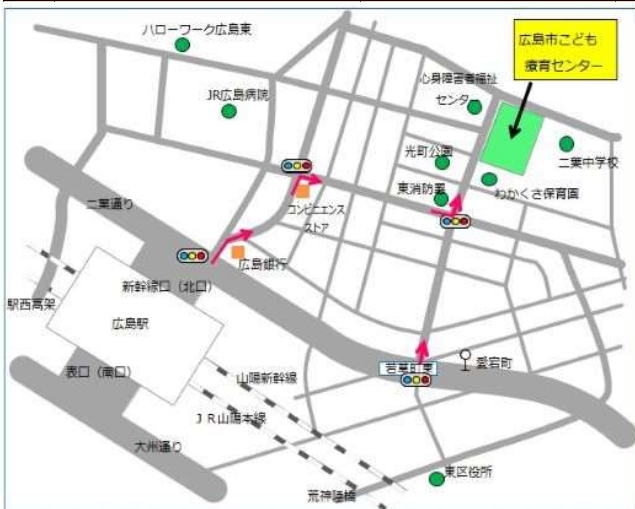 ハローワーク広島東
広島市こども
療育センター
JR広島病院
心身障害者福祉
センター
光町公園
二葉中学校
東消防署
わかくさ保育園
コンビニエンス
ストア
二葉通り
広島銀行
新幹線口（北口）
駅西高架
広島駅
若草町東
愛宕町
表口（南口）
山陽新幹線
ＪＲ山陽本線
大州通り
東区役所
荒神陸橋